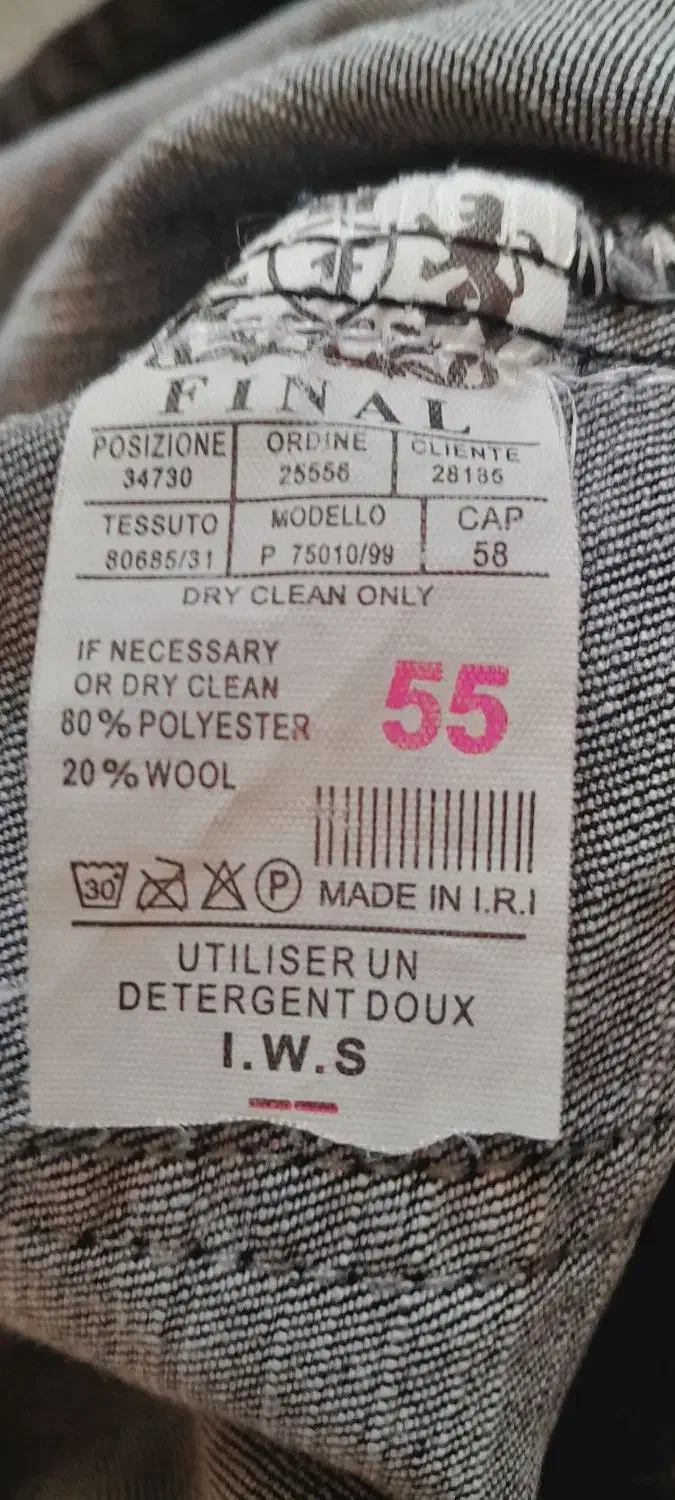 FINAL
POSIZIONE ORDINE CLIENTE
34730 25556 28186
TESSUTO MODELLO CAP
80685/31 P 75010/99 58
DRY CLEAN ONLY
IF NECESSARY
OR DRY CLEAN
80% POLYESTER
55
20% WOOL
30 P MADE IN I.R.I
UTILISER UN
DETERGENT DOUX
I.W.S